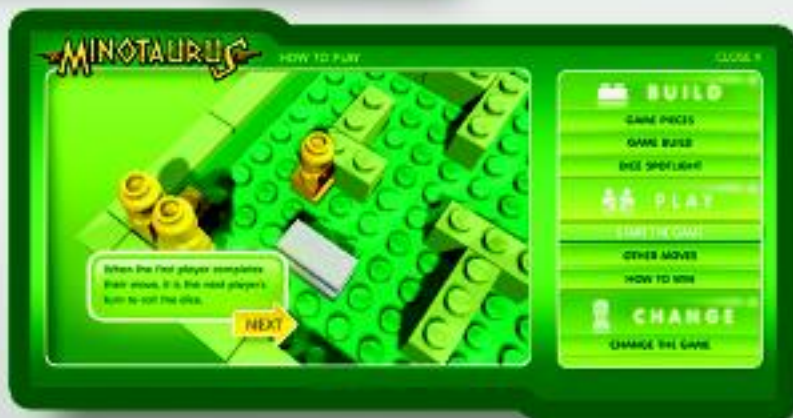 MINOTAURUS
HOW TO PLAY
CLOSE X
BUILD
GAME PIECES
GAME BUILD
DICE SPOTLIGHT
PLAY
START THE GAME
OTHER MOVES
HOW TO WIN
CHANGE
CHANGE THE GAME
When the first player completes
their move, it is the next player's
turn to roll the dice.
NEXT